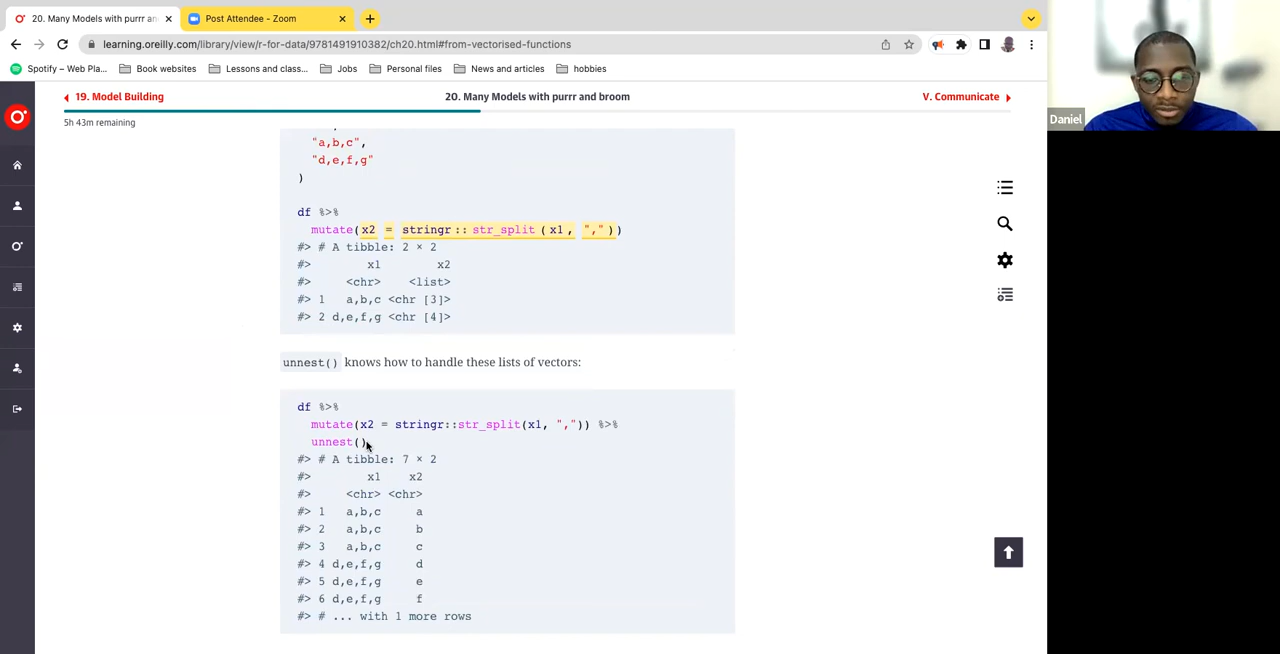 20. Many Models with purrr an
Post Attendee - Zoom
learning.oreilly.com/library/view/r-for-data/9781491910382/ch20.html#from-vectorised-functions
Spotify – Web Pla...
Book websites
Lessons and class...
Jobs
Personal files
News and articles
hobbies
19. Model Building
20. Many Models with purrr and broom
V. Communicate
5h 43m remaining
Daniel
"a,b,c",
"d,e,f,g"
)
df %>%
mutate(x2 = stringr::str_split(x1, ","))
#> # A tibble: 2 × 2
#> x1 x2
#> <chr> <list>
#> 1 a,b,c <chr [3]>
#> 2 d,e,f,g <chr [4]>
unnest() knows how to handle these lists of vectors:
df %>%
mutate(x2 = stringr::str_split(x1, ",")) %>%
unnest()
#> # A tibble: 7 × 2
#> x1 x2
#> <chr> <chr>
#> 1 a,b,c a
#> 2 a,b,c b
#> 3 a,b,c c
#> 4 d,e,f,g d
#> 5 d,e,f,g e
#> 6 d,e,f,g f
#> # ... with 1 more rows